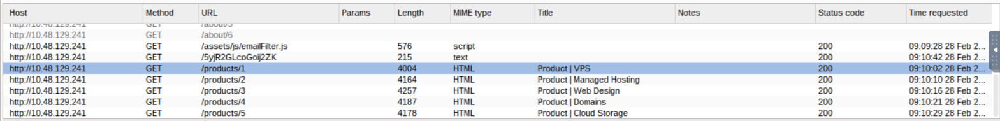 Host Method URL Params Length MIME type Title Notes Status code Time requested
http://10.48.129.241 GET /about/5
http://10.48.129.241 GET /about/6
http://10.48.129.241 GET /assets/js/emailFilter.js 576 script 200 09:09:28 28 Feb 2...
http://10.48.129.241 GET /5yjR2GLcoGoij2ZK 215 text 200 09:10:42 28 Feb 2...
http://10.48.129.241 GET /products/1 4004 HTML Product | VPS 200 09:10:02 28 Feb 2...
http://10.48.129.241 GET /products/2 4164 HTML Product | Managed Hosting 200 09:10:10 28 Feb 2...
http://10.48.129.241 GET /products/3 4257 HTML Product | Web Design 200 09:10:16 28 Feb 2...
http://10.48.129.241 GET /products/4 4187 HTML Product | Domains 200 09:10:21 28 Feb 2...
http://10.48.129.241 GET /products/5 4178 HTML Product | Cloud Storage 200 09:10:29 28 Feb 2...